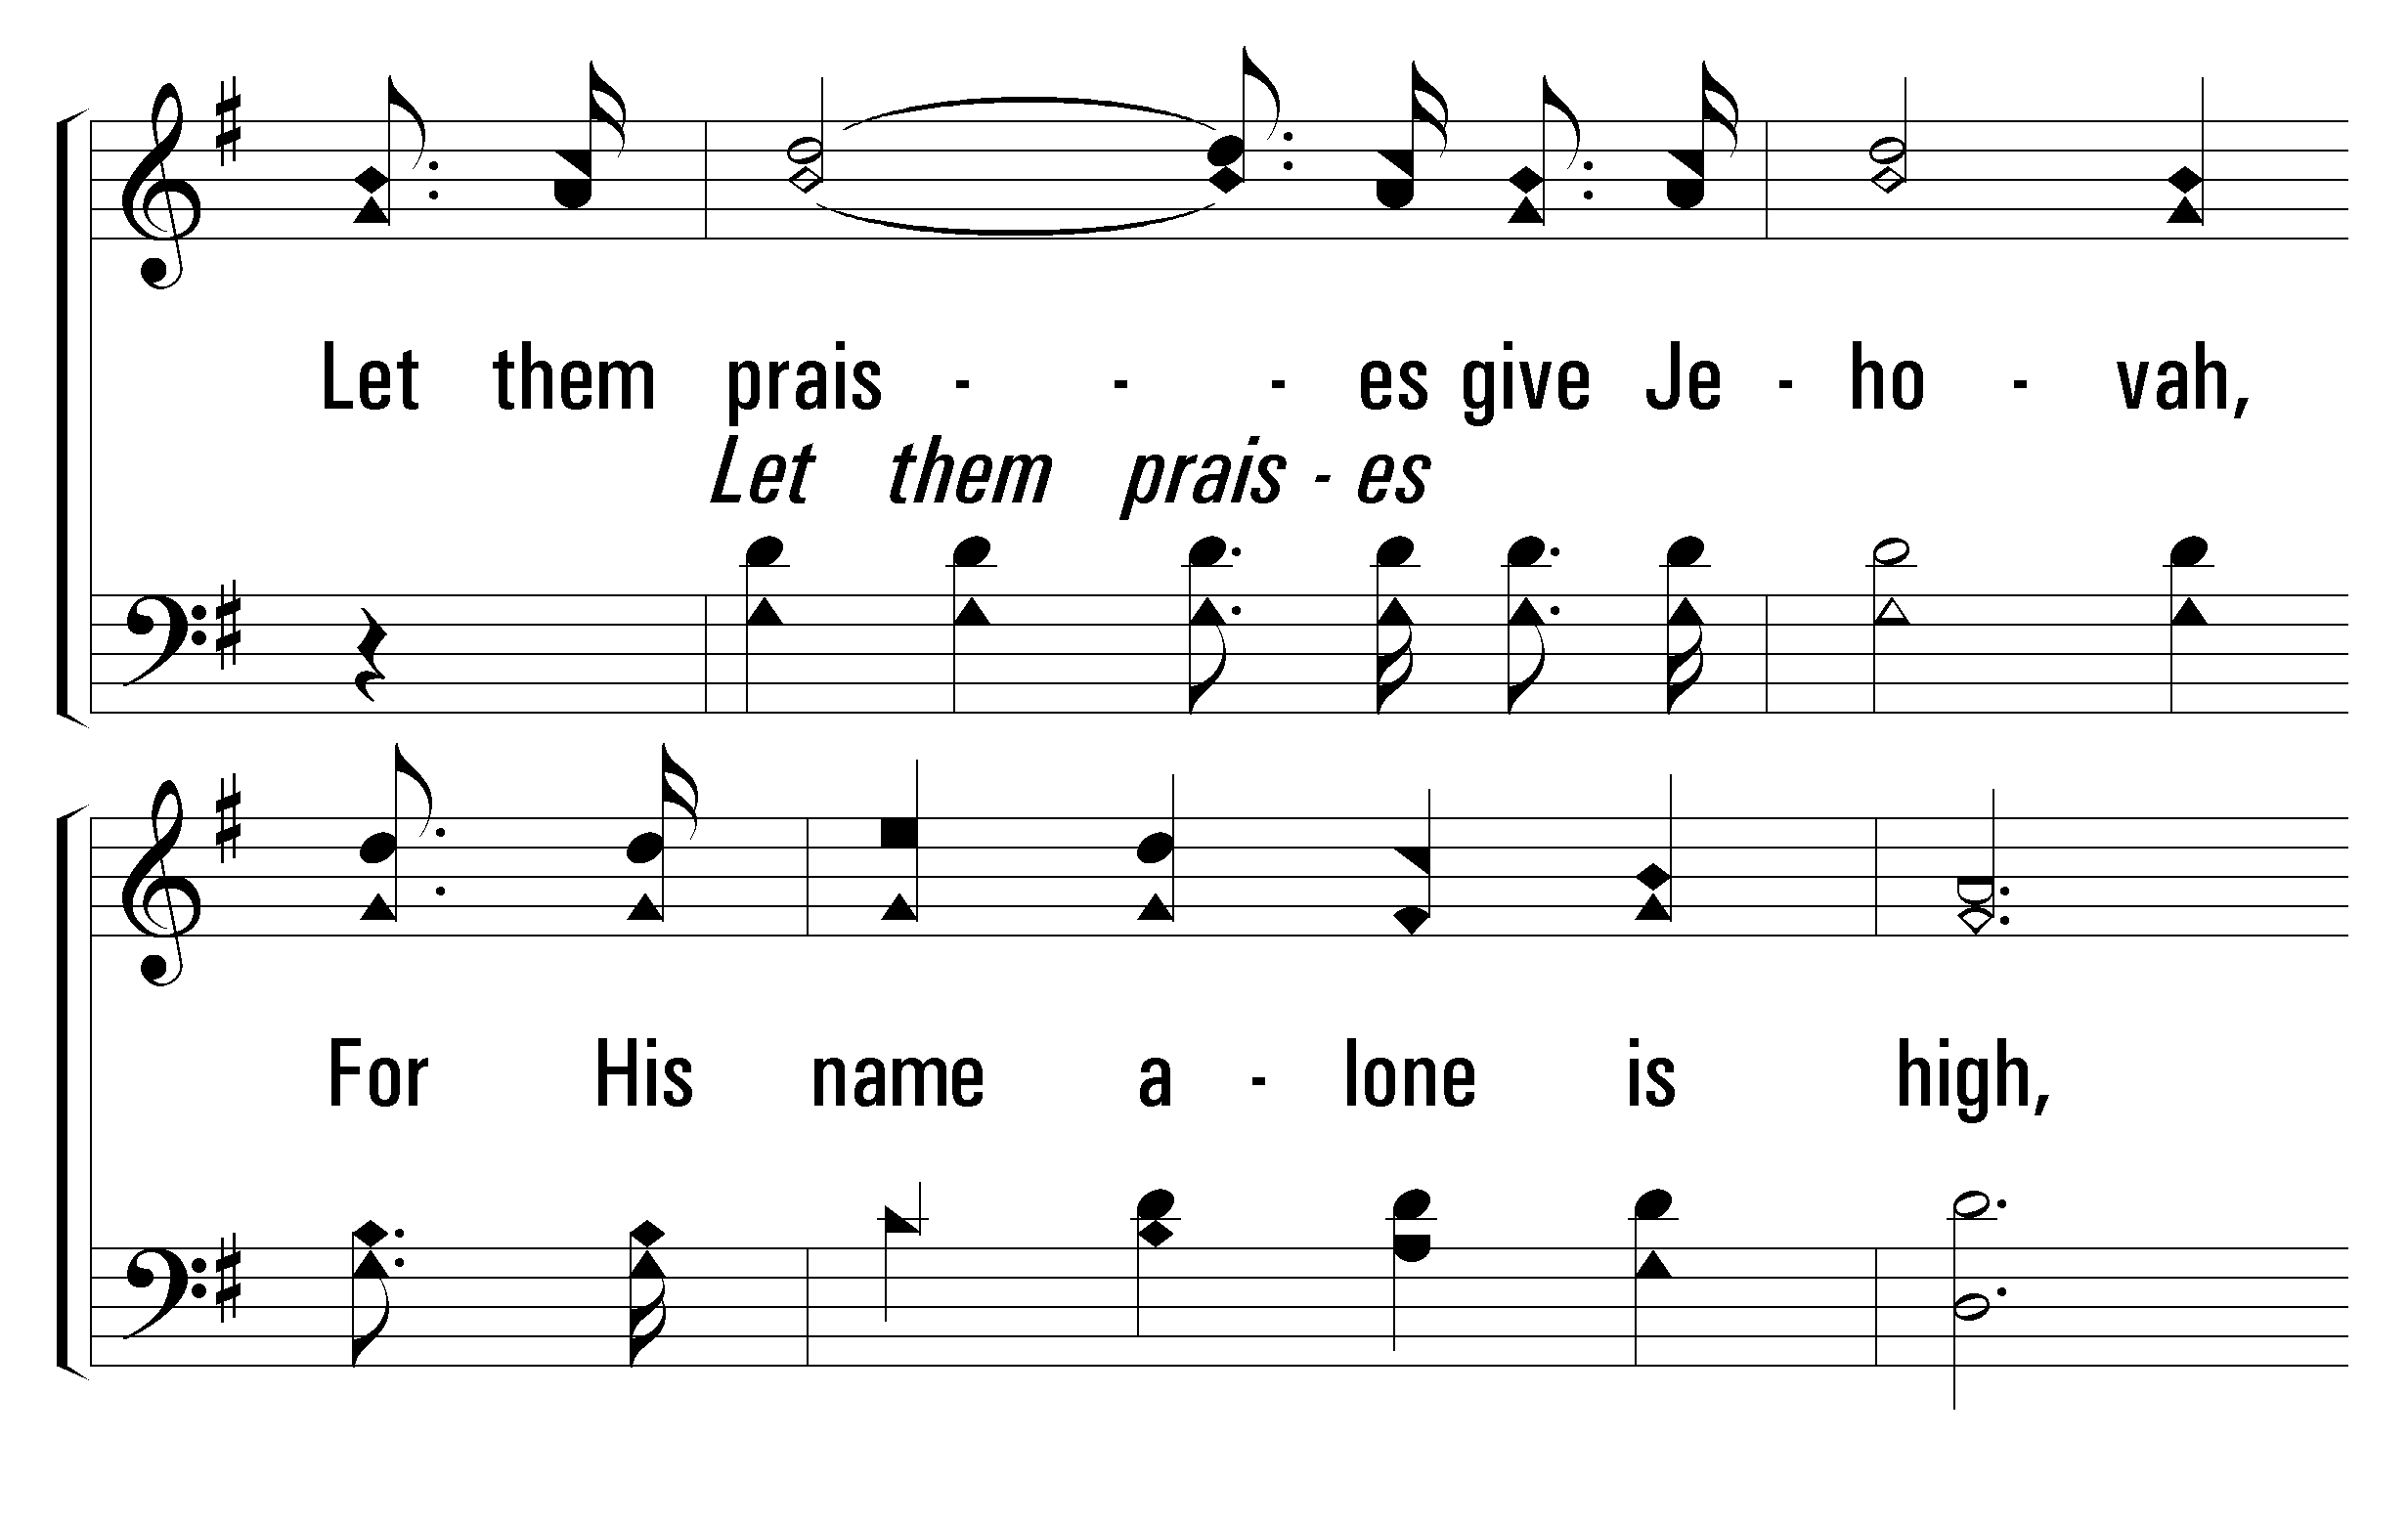 Let them prais - - - es give Je - ho - vah,
Let them prais - es
For His name a - lone is high,